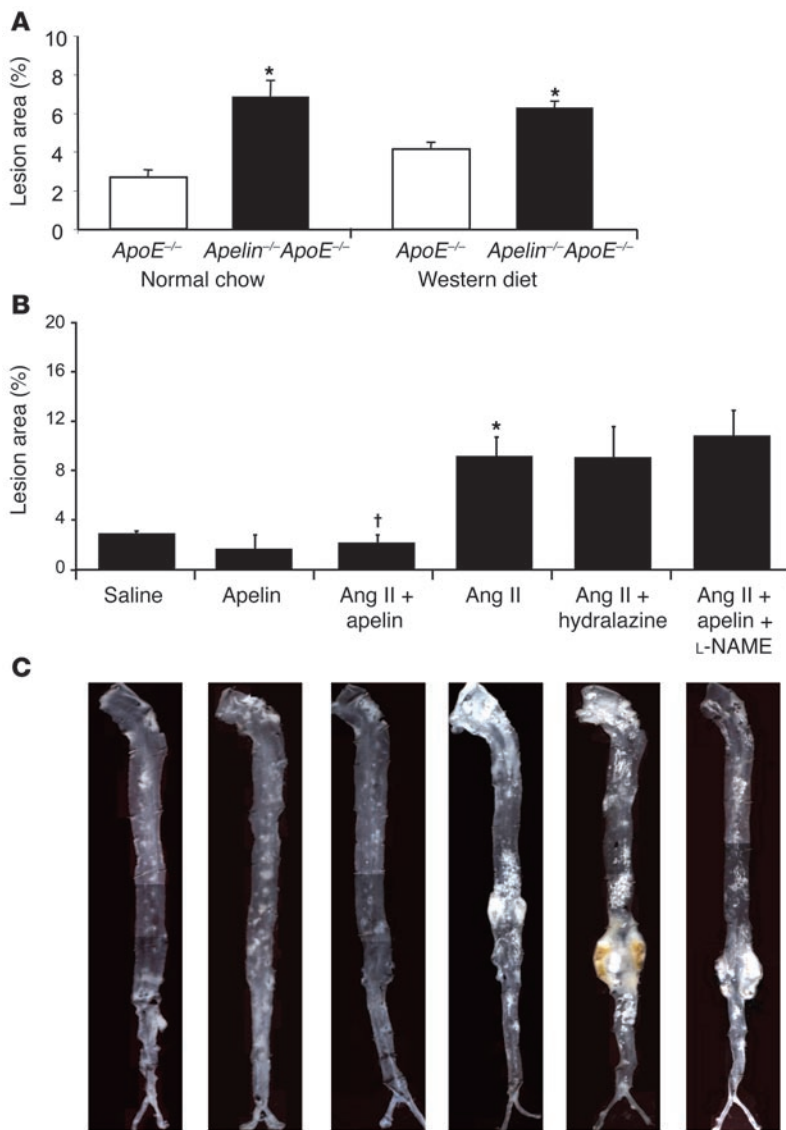 A
Lesion area (%)
10
8
6
4
2
0
* *
ApoE–/– Apelin–/–ApoE–/– ApoE–/– Apelin–/–ApoE–/–
Normal chow Western diet
B
Lesion area (%)
20
16
12
8
4
0
† *
Saline Apelin Ang II + Ang II Ang II + Ang II +
apelin hydralazine apelin +
L-NAME
C